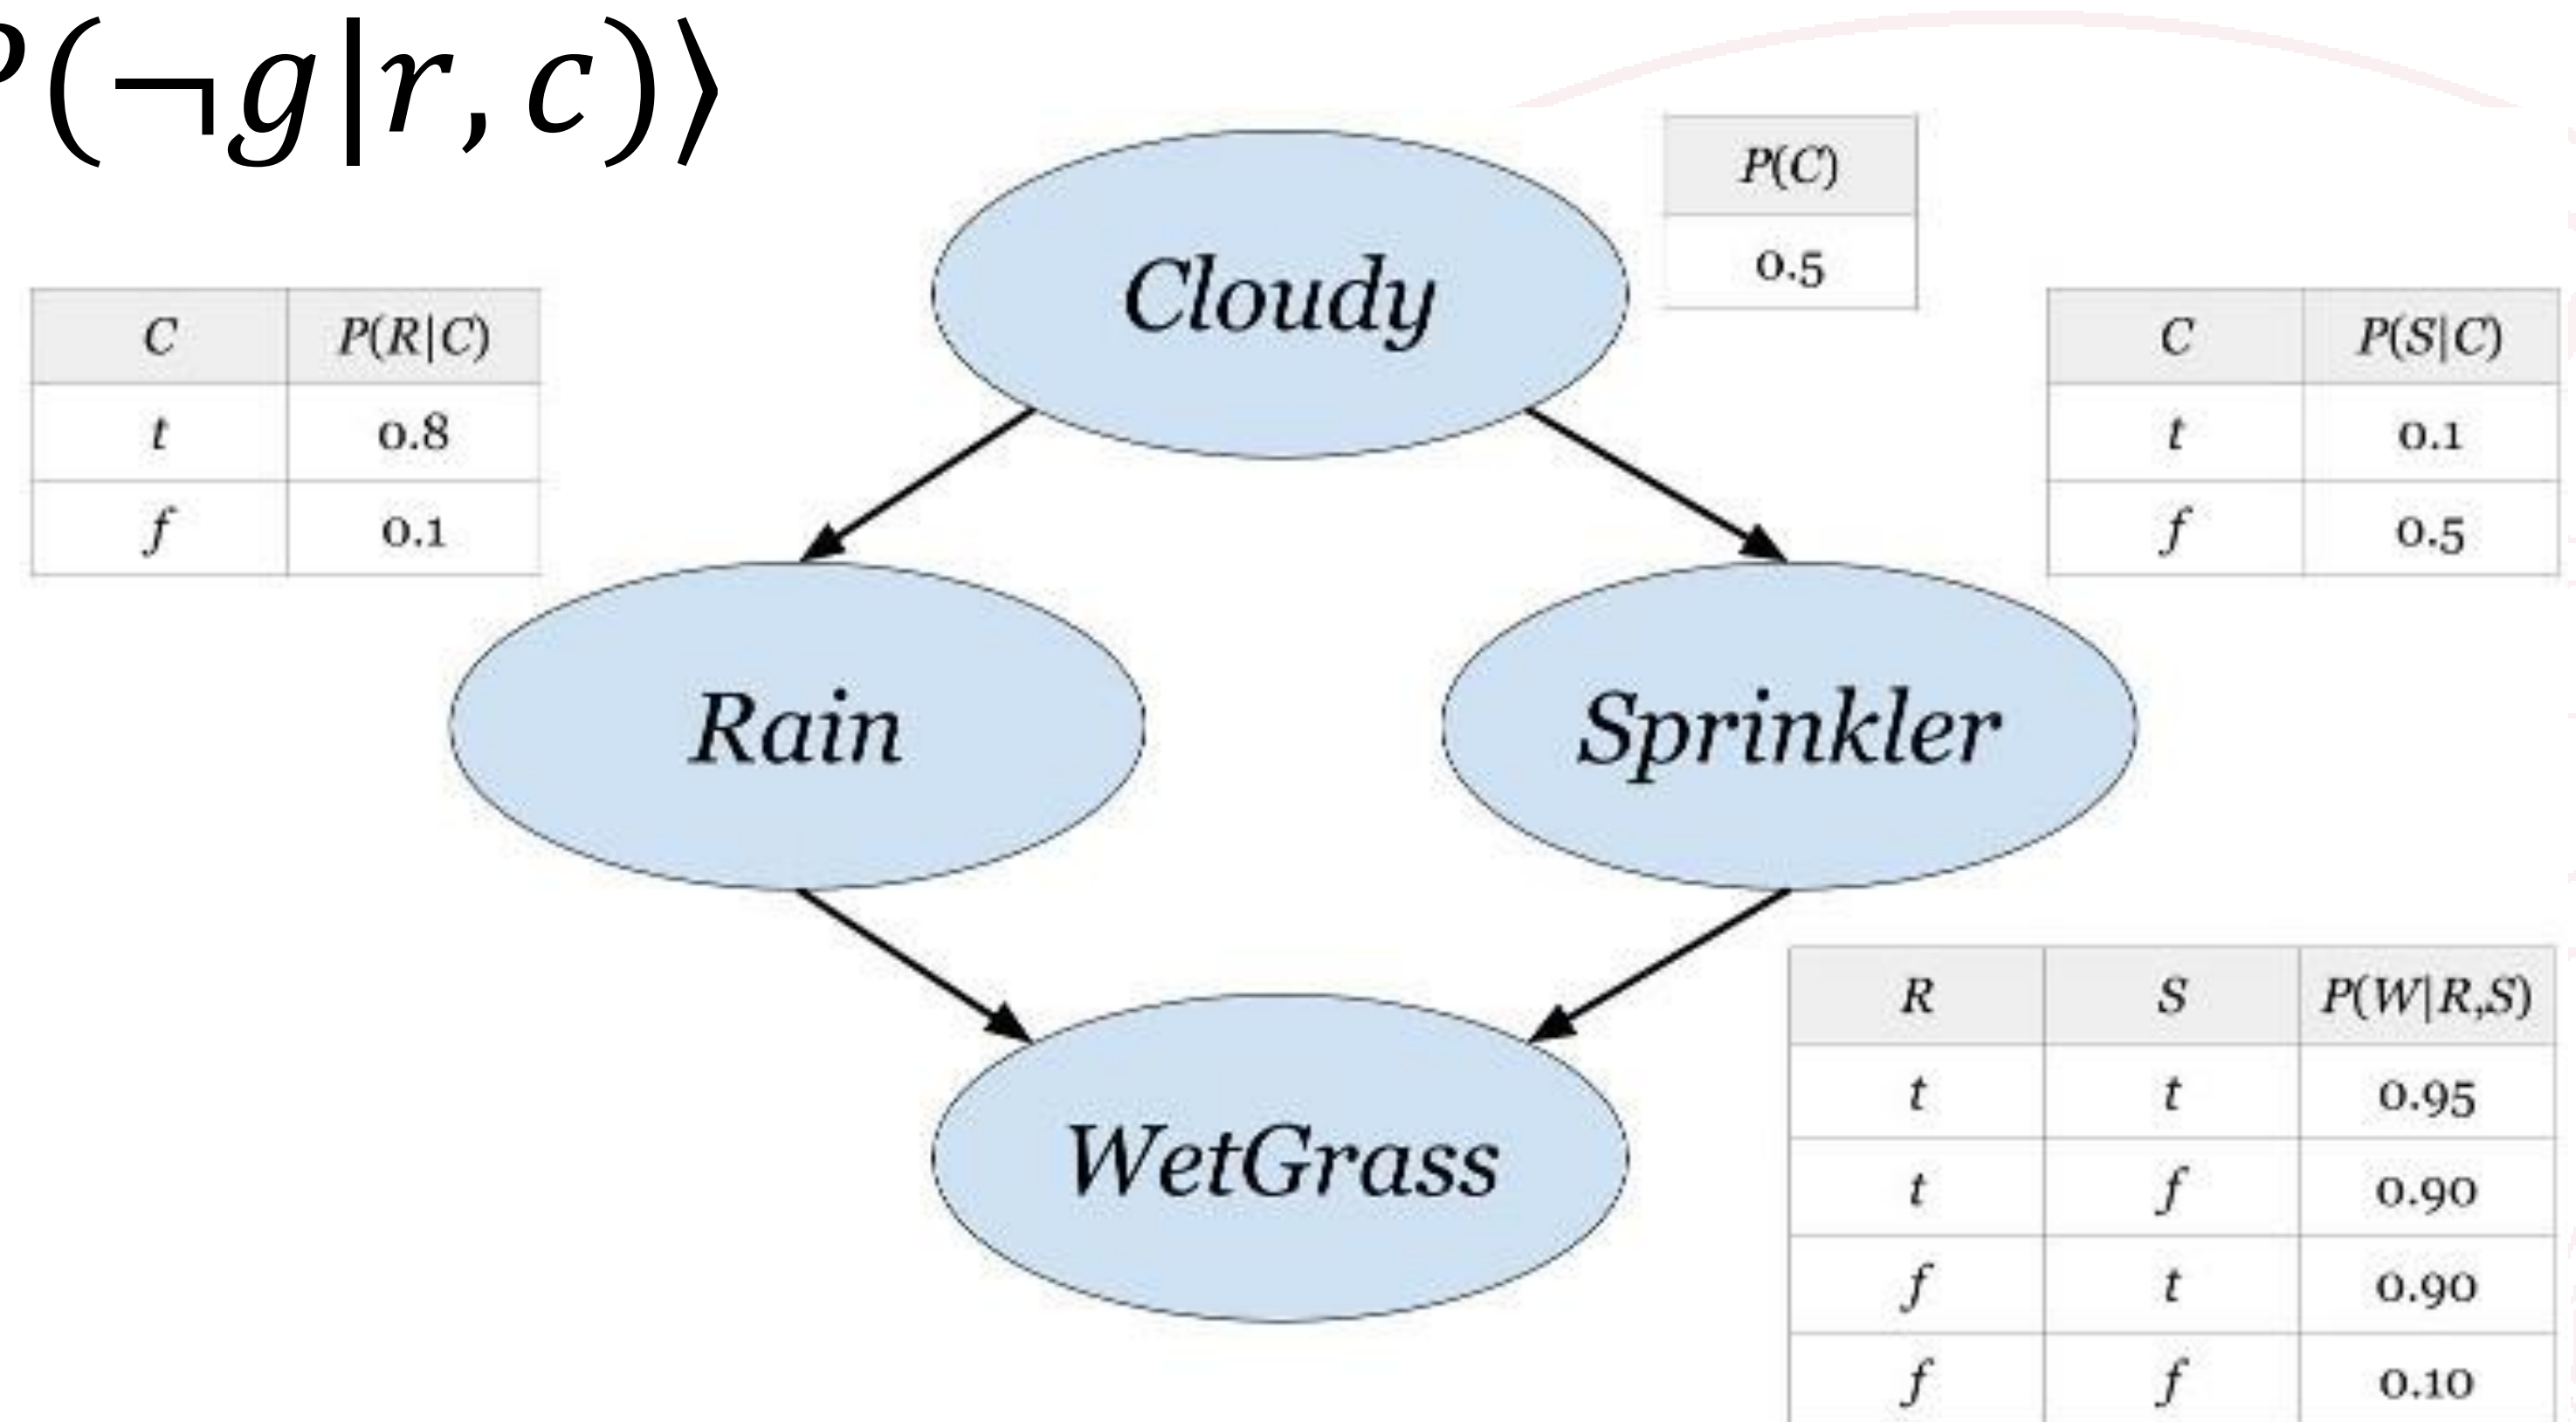 P(¬g|r, c)⟩
Cloudy
P(C)
0.5
C P(R|C)
t 0.8
f 0.1
C P(S|C)
t 0.1
f 0.5
Rain
Sprinkler
WetGrass
R S P(W|R,S)
t t 0.95
t f 0.90
f t 0.90
f f 0.10